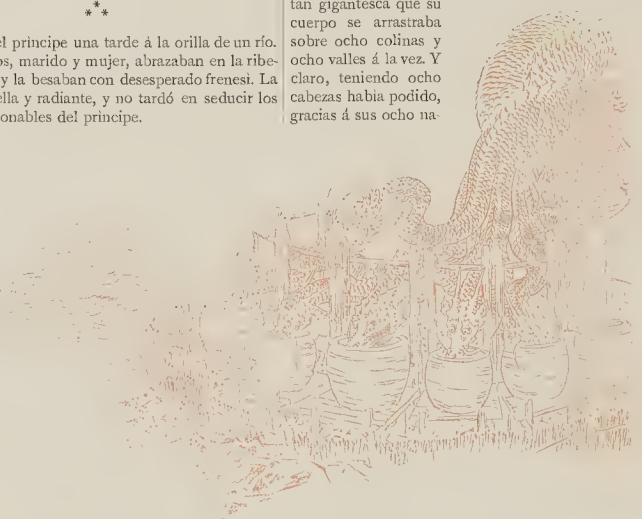 ⁂
el principe una tarde á la orilla de un río.
os, marido y mujer, abrazaban en la ribe-
y la besaban con desesperado frenesi. La
ella y radiante, y no tardó en seducir los
onables del principe.
tan gigantesca que su
cuerpo se arrastraba
sobre ocho colinas y
ocho valles á la vez. Y
claro, teniendo ocho
cabezas habia podido,
gracias á sus ocho na-